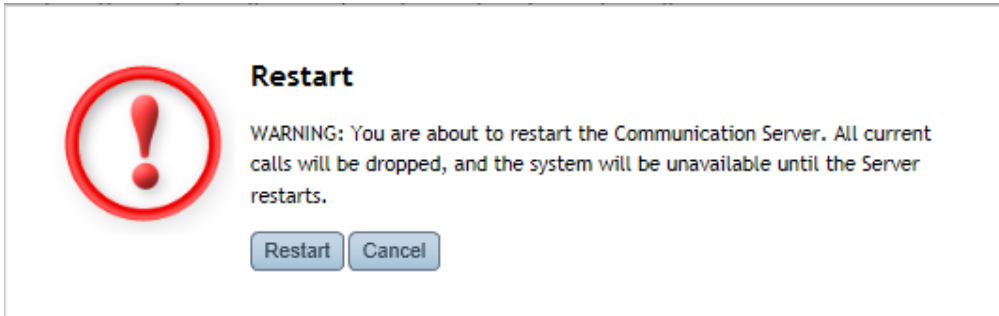 Restart
WARNING: You are about to restart the Communication Server. All current
calls will be dropped, and the system will be unavailable until the Server
restarts.
Restart Cancel